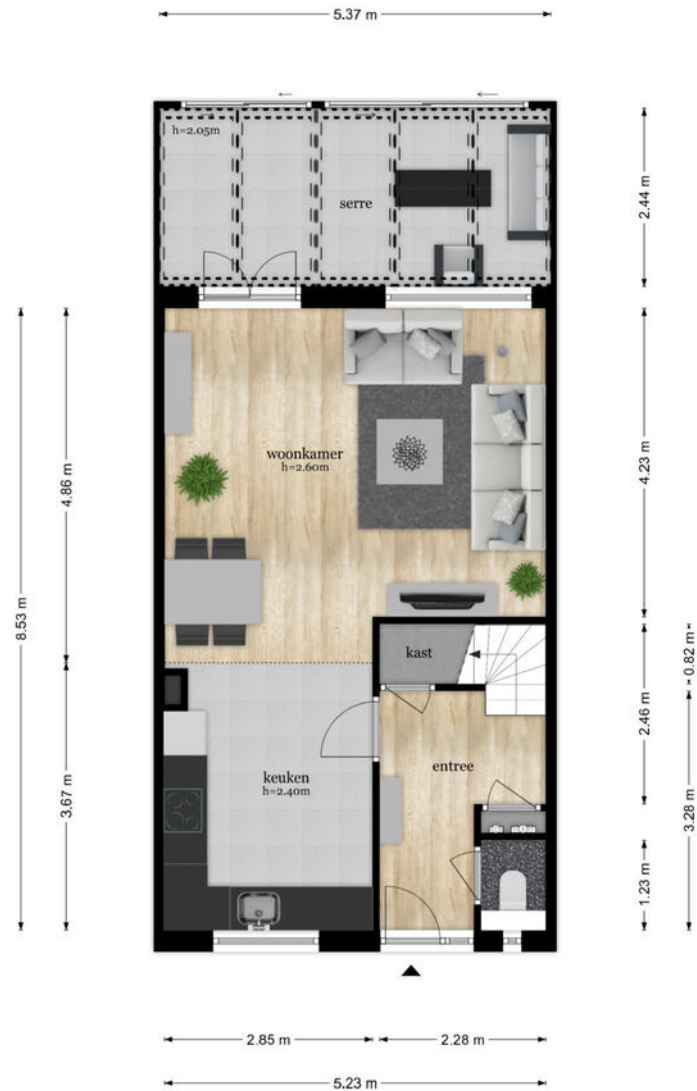 5.37 m
h=2.05m
serre
2.44 m
woonkamer
h=2.60m
4.86 m
4.23 m
8.53 m
kast
0.82 m
2.46 m
entree
keuken
h=2.40m
3.67 m
3.28 m
1.23 m
2.85 m
2.28 m
5.23 m